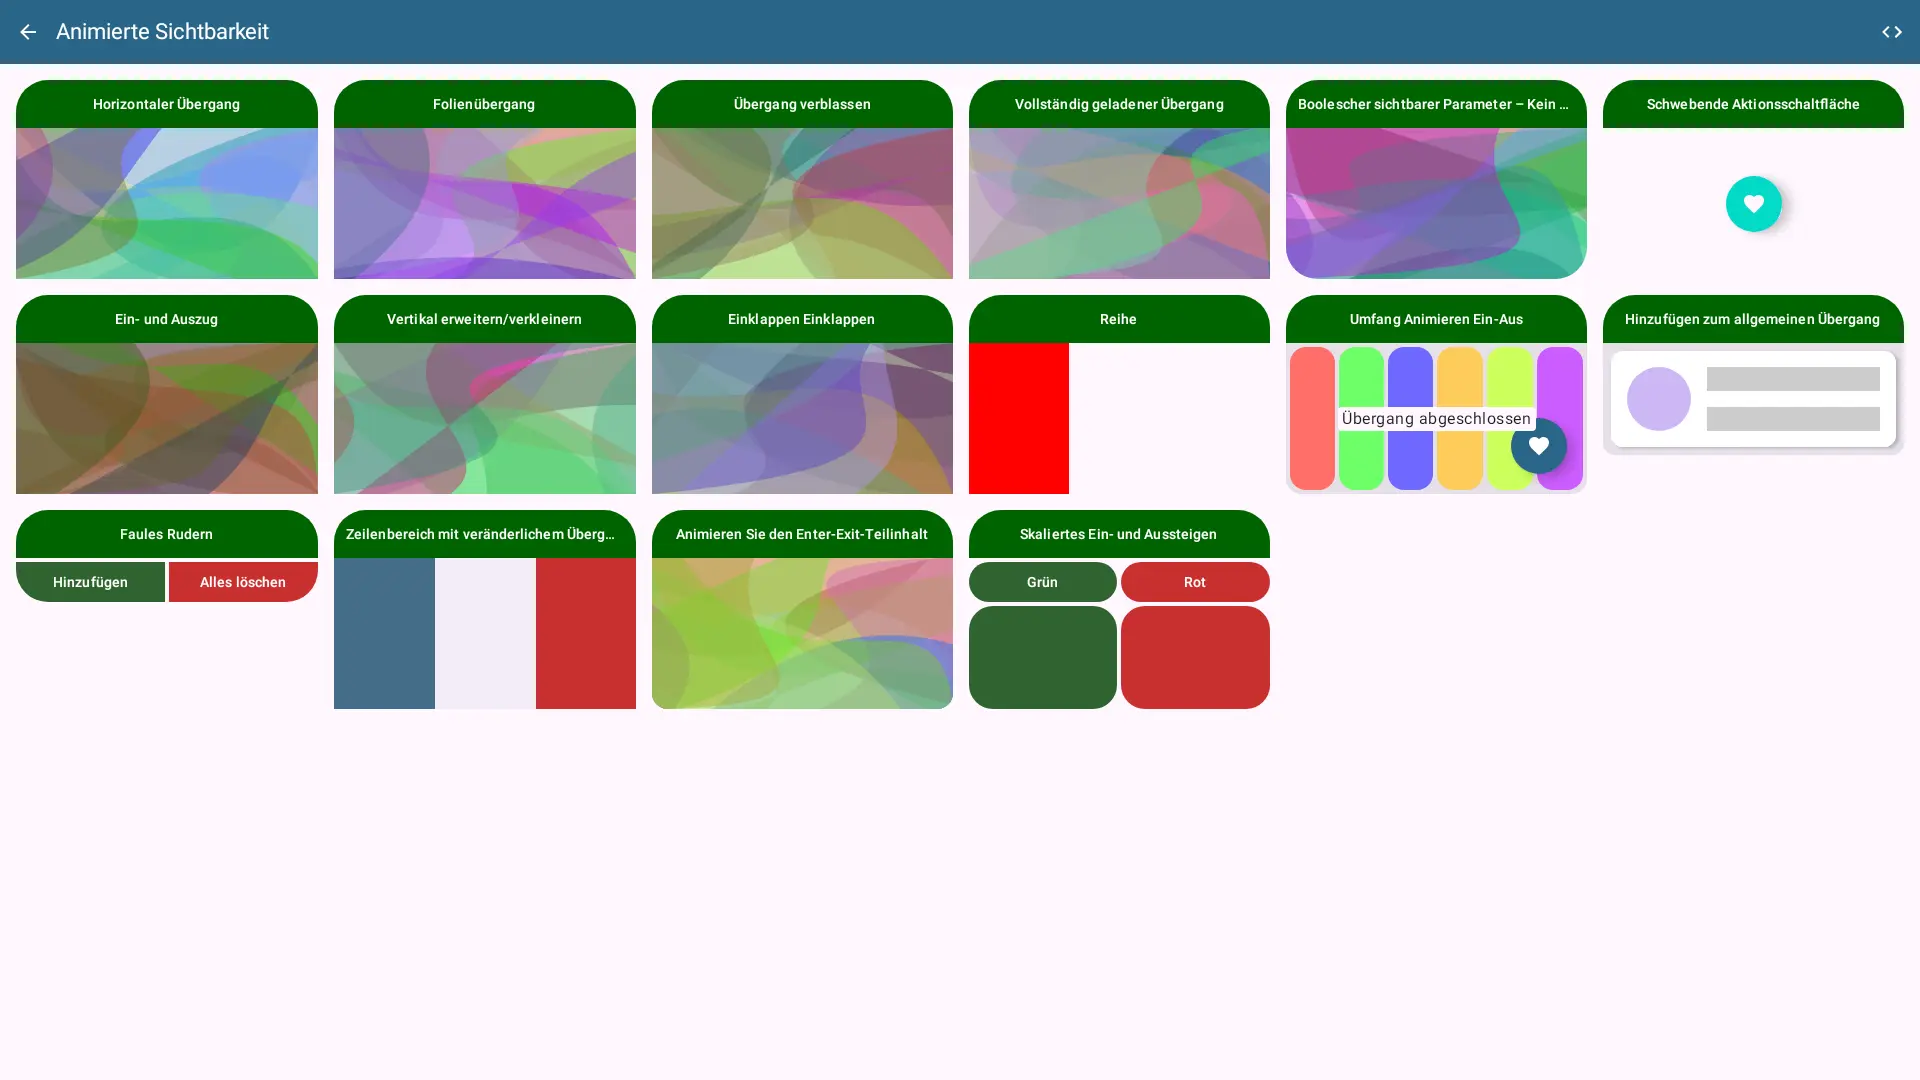 Animierte Sichtbarkeit
Horizontaler Übergang
Folienübergang
Übergang verblassen
Vollständig geladener Übergang
Boolescher sichtbarer Parameter – Kein ...
Schwebende Aktionsschaltfläche
Ein- und Auszug
Vertikal erweitern/verkleinern
Einklappen Einklappen
Reihe
Umfang Animieren Ein-Aus
Übergang abgeschlossen
Hinzufügen zum allgemeinen Übergang
Faules Rudern
Hinzufügen
Alles löschen
Zeilenbereich mit veränderlichem Überg...
Animieren Sie den Enter-Exit-Teilinhalt
Skaliertes Ein- und Aussteigen
Grün
Rot